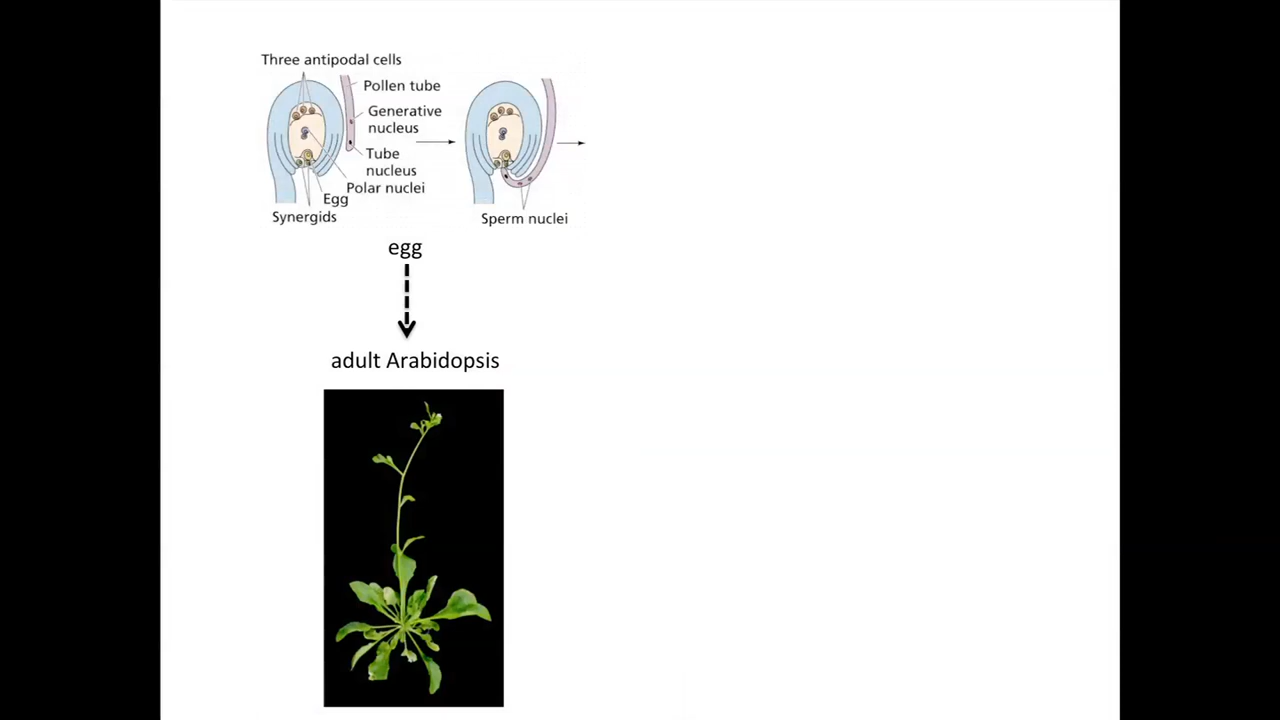 Three antipodal cells
Pollen tube
Generative
nucleus
Tube
nucleus
Polar nuclei
Egg
Synergids
Sperm nuclei
egg
adult Arabidopsis